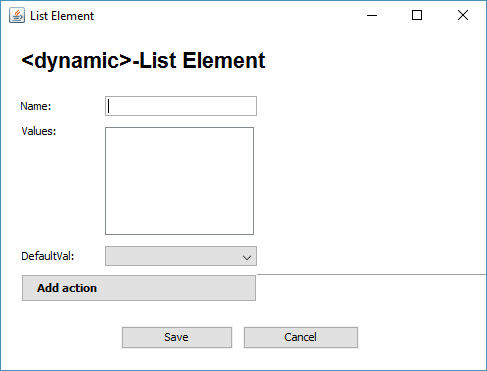 List Element
<dynamic>-List Element
Name:
Values:
DefaultVal:
Add action
Save Cancel